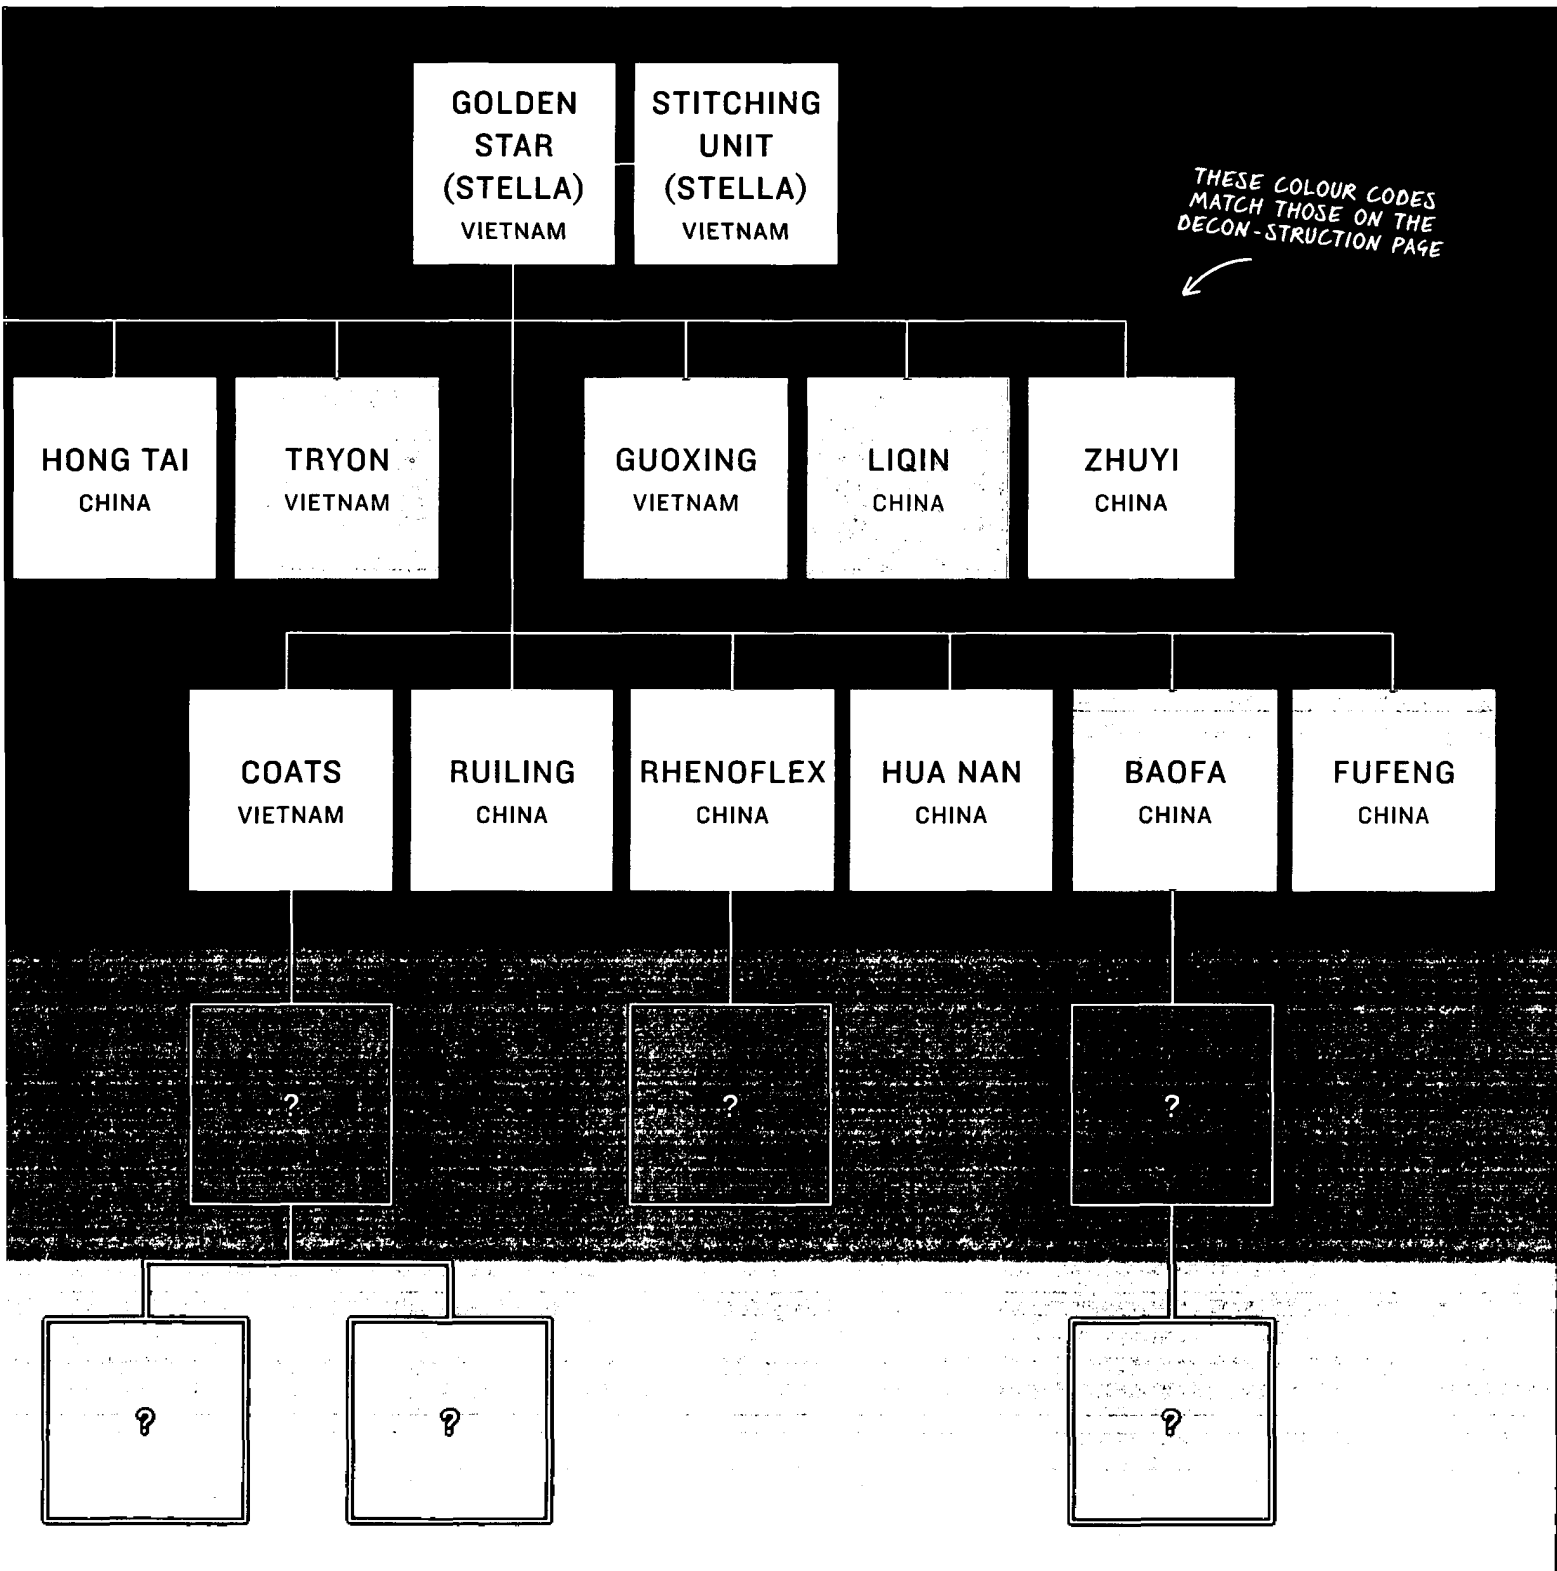 GOLDEN
STAR
(STELLA)
VIETNAM
STITCHING
UNIT
(STELLA)
VIETNAM
THESE COLOUR CODES
MATCH THOSE ON THE
DECON-STRUCTION PAGE
HONG TAI
CHINA
TRYON
VIETNAM
GUOXING
VIETNAM
LIQIN
CHINA
ZHUYI
CHINA
COATS
VIETNAM
RUILING
CHINA
RHENOFLEX
CHINA
HUA NAN
CHINA
BAOFA
CHINA
FUFENG
CHINA
?
?
?
?
?
?